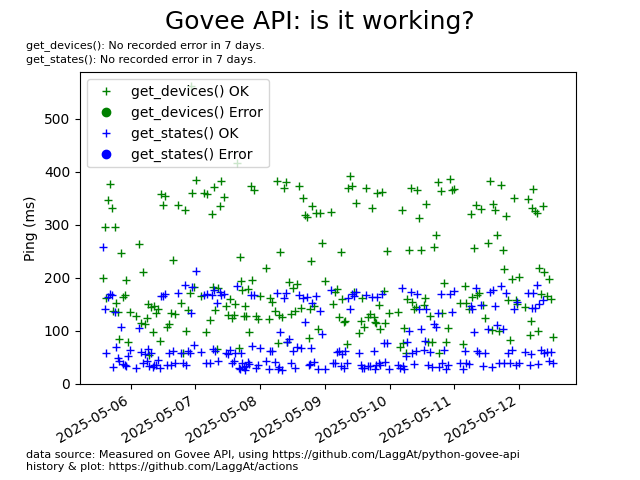 Govee API: is it working?
get_devices(): No recorded error in 7 days.
get_states(): No recorded error in 7 days.
get_devices() OK
get_devices() Error
get_states() OK
get_states() Error
Ping (ms)
500
400
300
200
100
0
2025-05-06
2025-05-07
2025-05-08
2025-05-09
2025-05-10
2025-05-11
2025-05-12
data source: Measured on Govee API, using https://github.com/LaggAt/python-govee-api
history & plot: https://github.com/LaggAt/actions